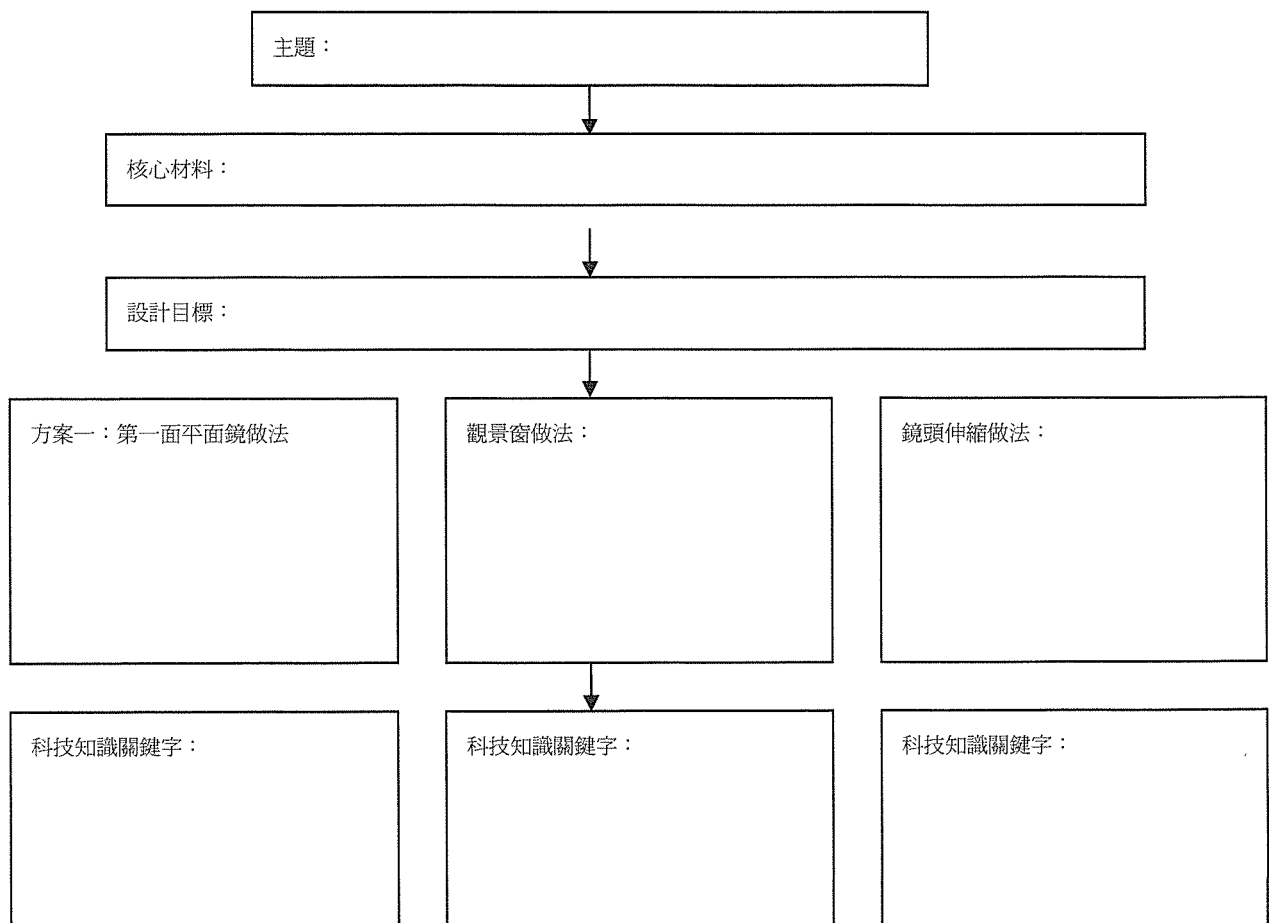 主題：
核心材料：
設計目標：
方案一：第一面平面鏡做法
觀景窗做法：
鏡頭伸縮做法：
科技知識關鍵字：
科技知識關鍵字：
科技知識關鍵字：